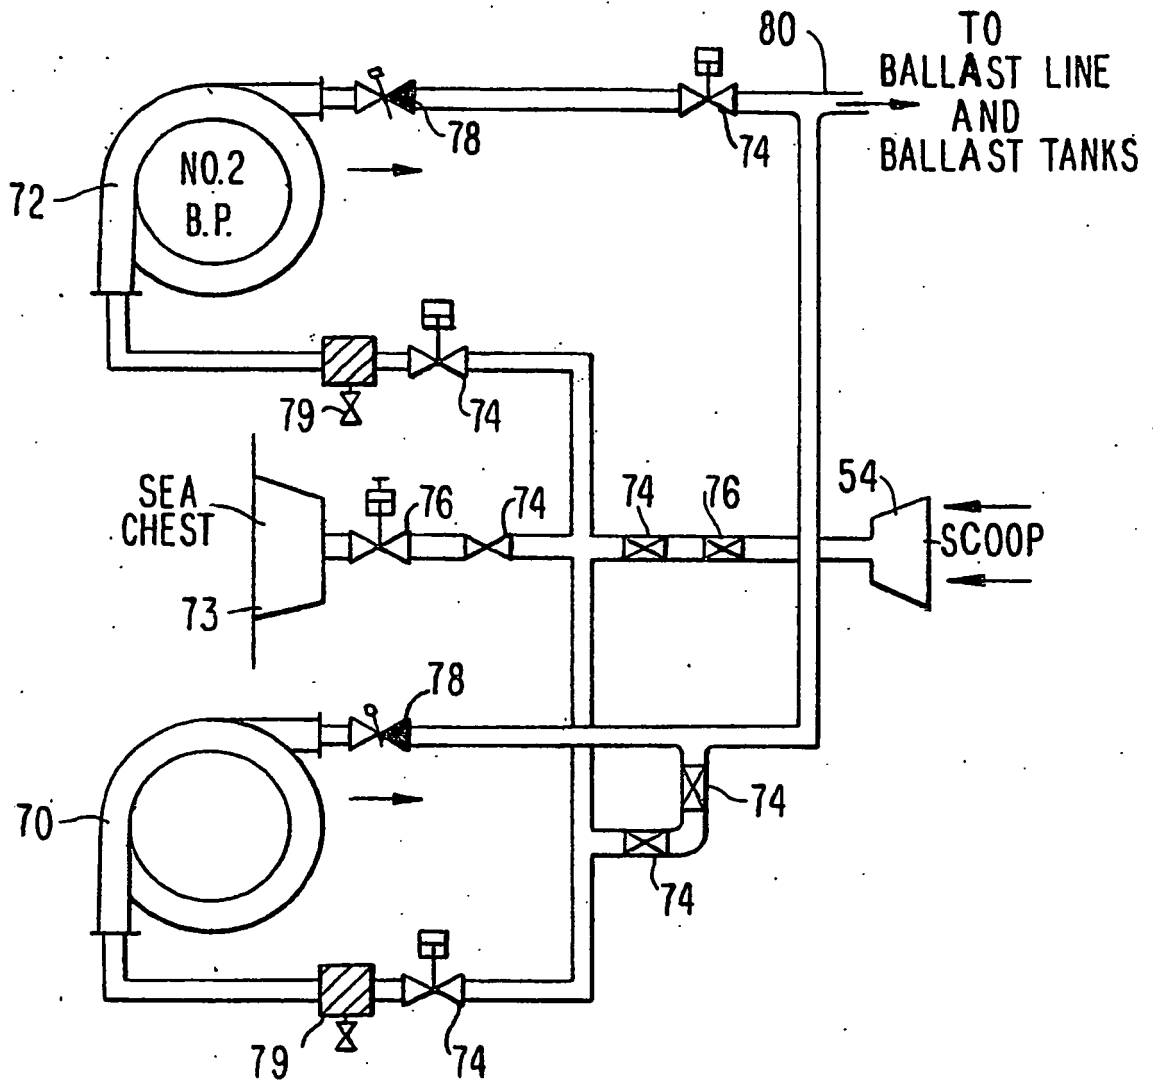 80
TO
BALLAST LINE
AND
BALLAST TANKS
78
74
72
NO.2
B.P.
79
74
SEA
CHEST
76
74
74
76
54
SCOOP
73
78
70
74
74
79
74